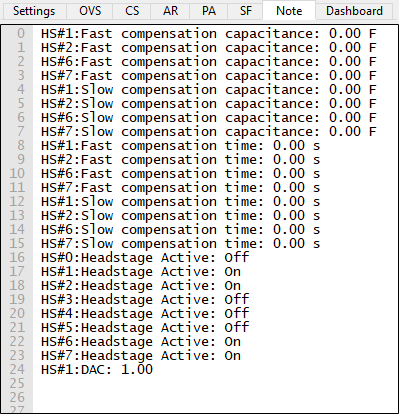 Settings OVS CS AR PA SF Note Dashboard
0 HS#1:Fast compensation capacitance: 0.00 F
1 HS#2:Fast compensation capacitance: 0.00 F
2 HS#6:Fast compensation capacitance: 0.00 F
3 HS#7:Fast compensation capacitance: 0.00 F
4 HS#1:Slow compensation capacitance: 0.00 F
5 HS#2:Slow compensation capacitance: 0.00 F
6 HS#6:Slow compensation capacitance: 0.00 F
7 HS#7:Slow compensation capacitance: 0.00 F
8 HS#1:Fast compensation time: 0.00 s
9 HS#2:Fast compensation time: 0.00 s
10 HS#6:Fast compensation time: 0.00 s
11 HS#7:Fast compensation time: 0.00 s
12 HS#1:Slow compensation time: 0.00 s
13 HS#2:Slow compensation time: 0.00 s
14 HS#6:Slow compensation time: 0.00 s
15 HS#7:Slow compensation time: 0.00 s
16 HS#0:Headstage Active: Off
17 HS#1:Headstage Active: On
18 HS#2:Headstage Active: On
19 HS#3:Headstage Active: Off
20 HS#4:Headstage Active: Off
21 HS#5:Headstage Active: Off
22 HS#6:Headstage Active: On
23 HS#7:Headstage Active: On
24 HS#1:DAC: 1.00
25
26
27